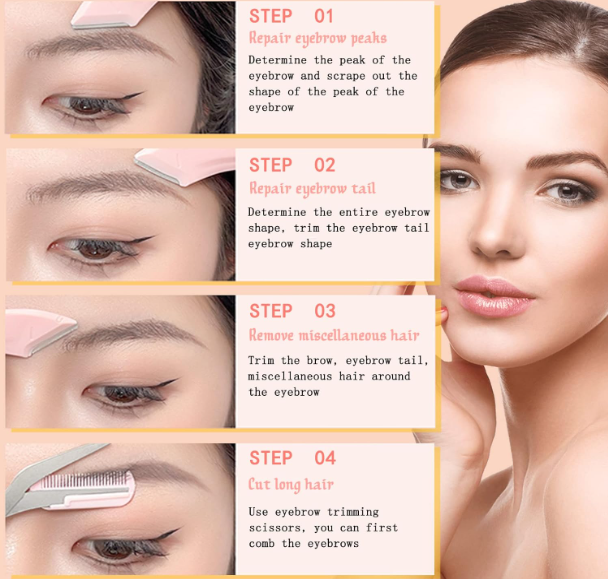 STEP 01
Repair eyebrow peaks
Determine the peak of the
eyebrow and scrape out the
shape of the peak of the
eyebrow
STEP 02
Repair eyebrow tail
Determine the entire eyebrow
shape, trim the eyebrow tail
eyebrow shape
STEP 03
Remove miscellaneous hair
Trim the brow, eyebrow tail,
miscellaneous hair around
the eyebrow
STEP 04
Cut long hair
Use eyebrow trimming
scissors, you can first
comb the eyebrows